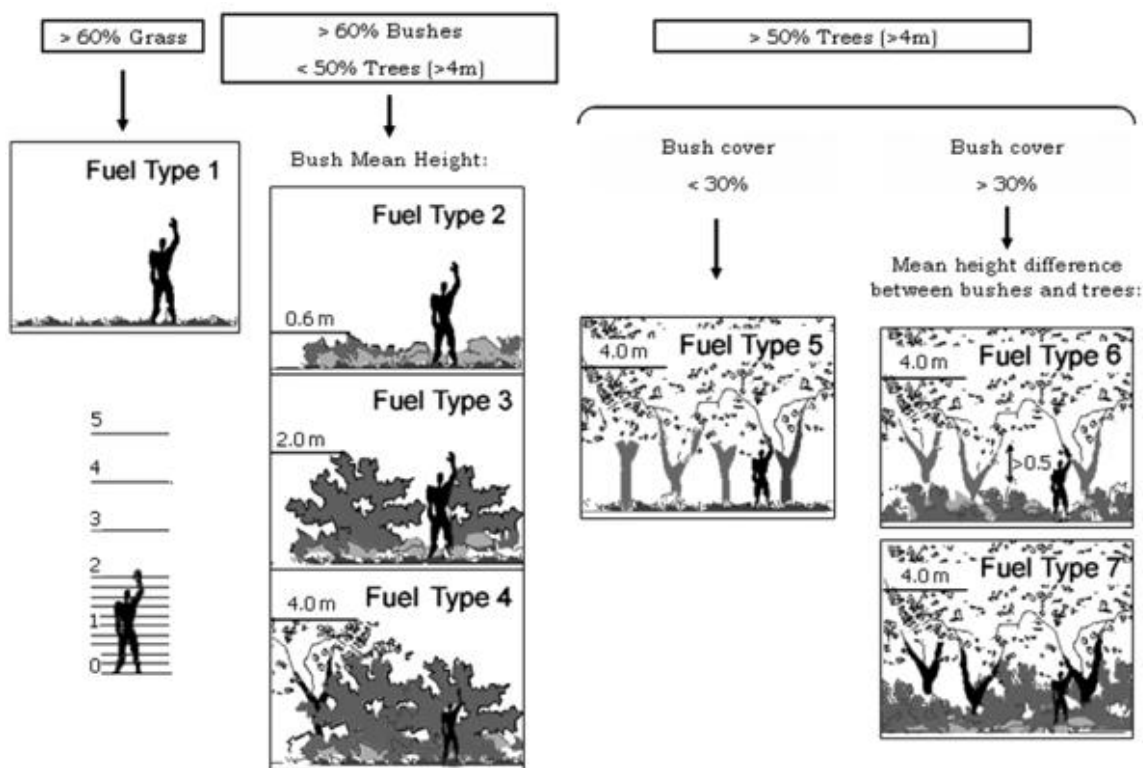 > 60% Grass
> 60% Bushes
< 50% Trees (>4m)
> 50% Trees (>4m)
Fuel Type 1
Bush Mean Height:
Fuel Type 2
0.6 m
Fuel Type 3
2.0 m
Fuel Type 4
4.0 m
Bush cover
< 30%
Fuel Type 5
4.0 m
Bush cover
> 30%
Mean height difference
between bushes and trees:
Fuel Type 6
4.0 m
>0.5
Fuel Type 7
4.0 m
5
4
3
2
1
0